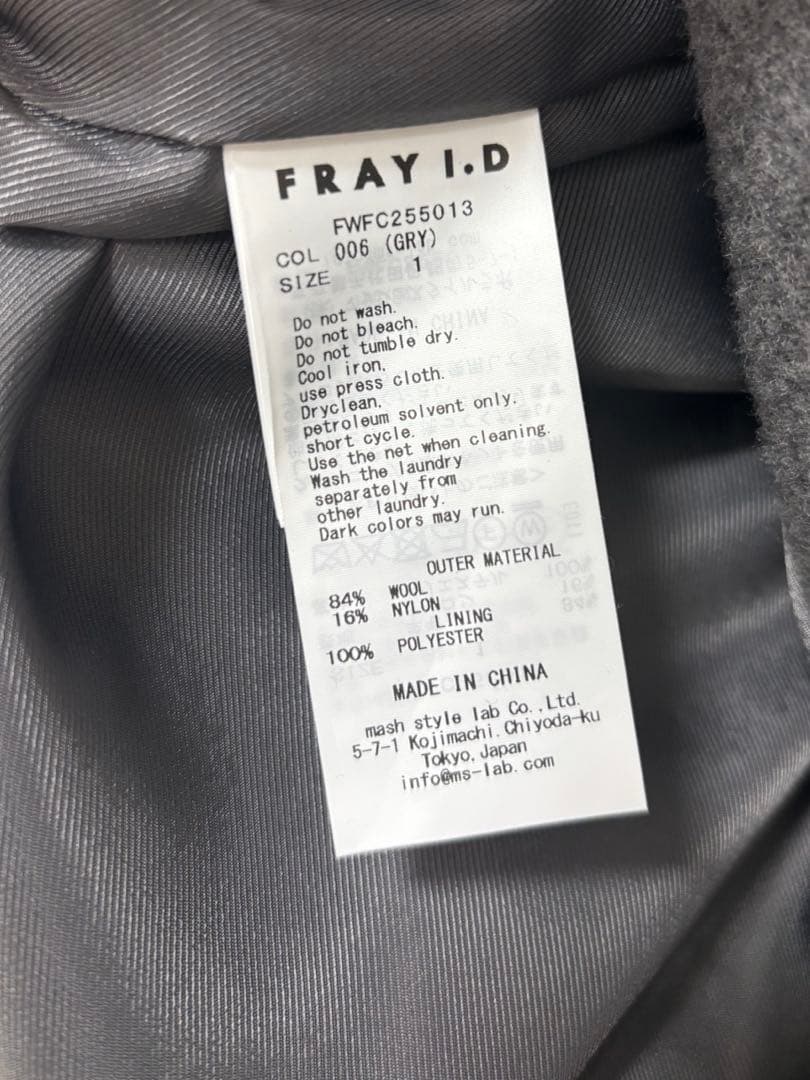 FRAY I.D
FWFC255013
COL 006 (GRY)
SIZE 1
Do not wash.
Do not bleach.
Do not tumble dry.
Cool iron.
use press cloth.
Dryclean.
petroleum solvent only.
short cycle.
Use the net when cleaning.
Wash the laundry
separately from
other laundry.
Dark colors may run.
OUTER MATERIAL
84% WOOL
16% NYLON
LINING
100% POLYESTER
MADE IN CHINA
mash style lab Co.,Ltd.
5-7-1 Kojimachi.Chiyoda-ku
Tokyo,Japan
info@ms-lab.com